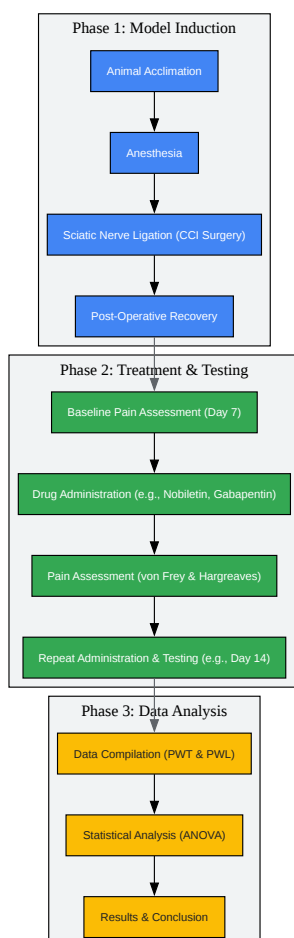 Phase 1: Model Induction
Animal Acclimation
Anesthesia
Sciatic Nerve Ligation (CCI Surgery)
Post-Operative Recovery
Phase 2: Treatment & Testing
Baseline Pain Assessment (Day 7)
Drug Administration (e.g., Nobiletin, Gabapentin)
Pain Assessment (von Frey & Hargreaves)
Repeat Administration & Testing (e.g., Day 14)
Phase 3: Data Analysis
Data Compilation (PWT & PWL)
Statistical Analysis (ANOVA)
Results & Conclusion